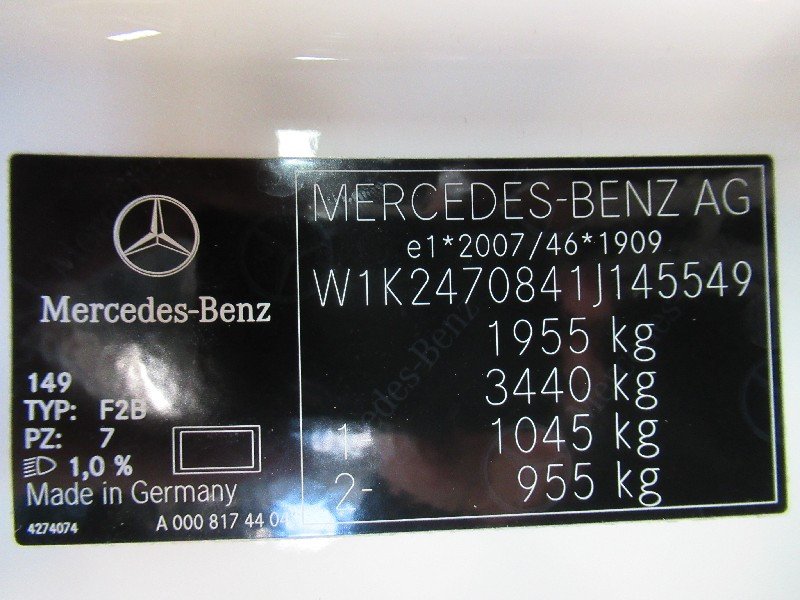 Mercedes-Benz
149
TYP: F2B
PZ: 7
1,0 %
Made in Germany
4274074 A 000 817 44 04
MERCEDES-BENZ AG
e1*2007/46*1909
W1K2470841J145549
1955 kg
3440 kg
1- 1045 kg
2- 955 kg